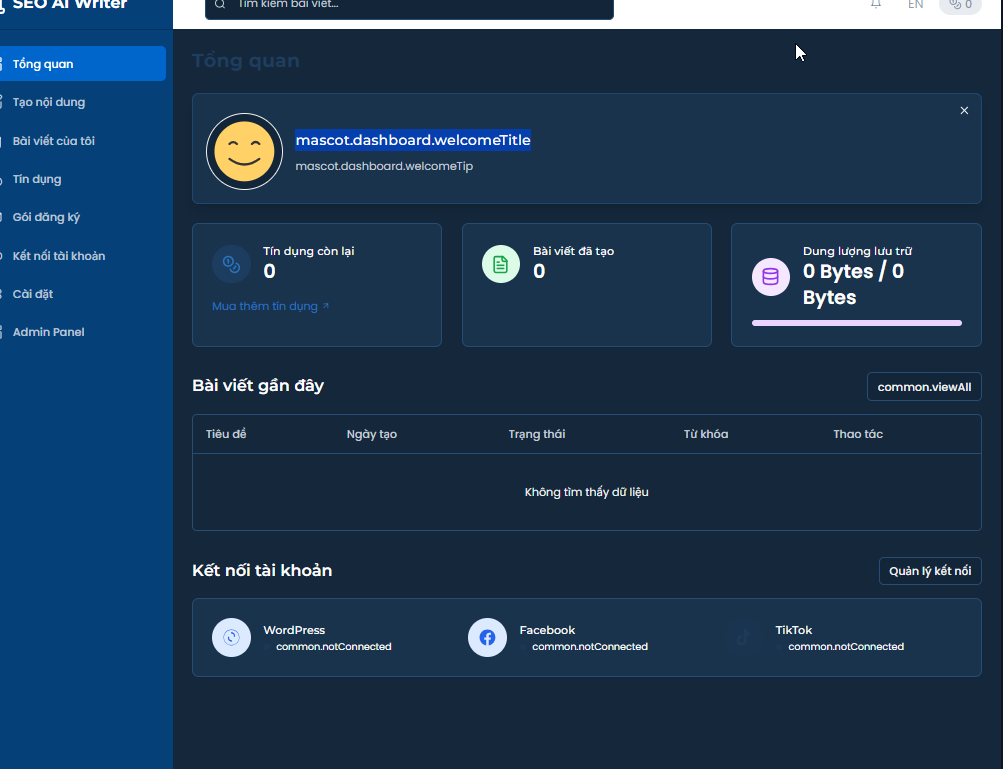 SEO AI Writer
Tìm kiếm bài viết...
EN
0
Tổng quan
Tạo nội dung
Bài viết của tôi
Tín dụng
Gói đăng ký
Kết nối tài khoản
Cài đặt
Admin Panel
Tổng quan
mascot.dashboard.welcomeTitle
mascot.dashboard.welcomeTip
Tín dụng còn lại
0
Mua thêm tín dụng ↗
Bài viết đã tạo
0
Dung lượng lưu trữ
0 Bytes / 0
Bytes
Bài viết gần đây
common.viewAll
Tiêu đề Ngày tạo Trạng thái Từ khóa Thao tác
Không tìm thấy dữ liệu
Kết nối tài khoản
Quản lý kết nối
WordPress
common.notConnected
Facebook
common.notConnected
TikTok
common.notConnected